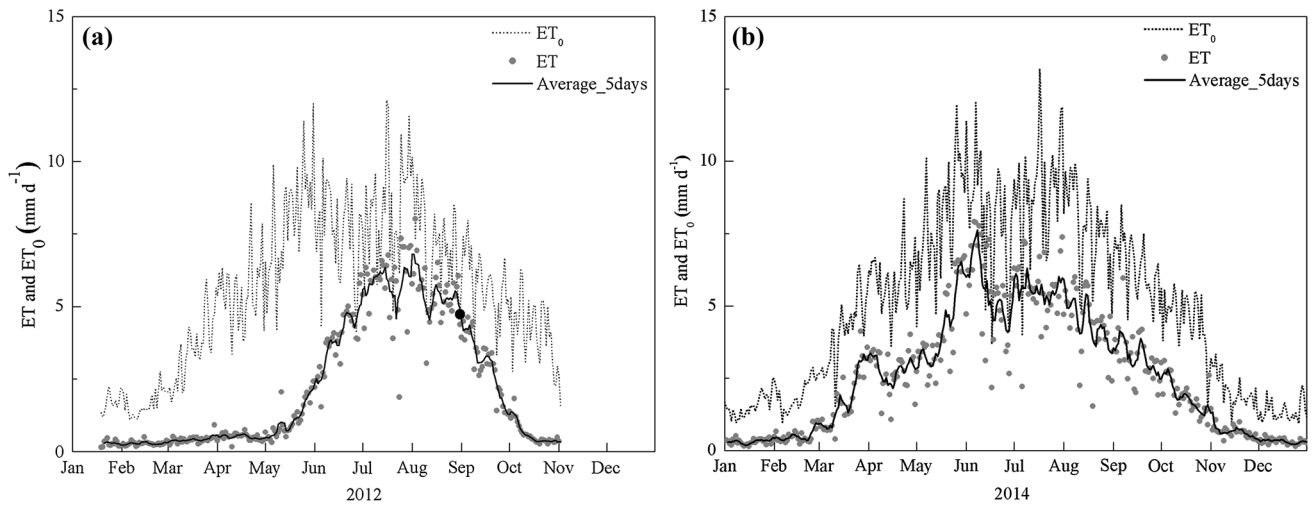 (a)
ET0
ET
Average_5days
15
10
5
0
ET and ET0 (mm d-1)
Jan Feb Mar Apr May Jun Jul Aug Sep Oct Nov Dec
2012
(b)
ET0
ET
Average_5days
15
10
5
0
ET and ET0 (mm d-1)
Jan Feb Mar Apr May Jun Jul Aug Sep Oct Nov Dec
2014